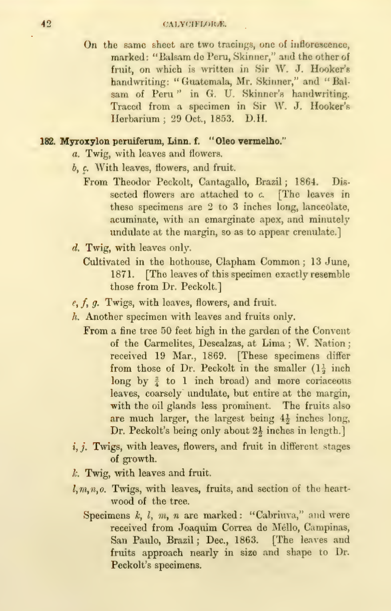 42
CALYCIFLORÆ.
On the same sheet are two tracings, one of inflorescence,
marked: "Balsam de Peru, Skinner," and the other of
fruit, on which is written in Sir W. J. Hooker's
handwriting: "Guatemala, Mr. Skinner," and "Bal-
sam of Peru" in G. U. Skinner's handwriting.
Traced from a specimen in Sir W. J. Hooker's
Herbarium; 29 Oct., 1853. D.H.
182. Myroxylon peruiferum, Linn. f. "Oleo vermelho."
a. Twig, with leaves and flowers.
b, c. With leaves, flowers, and fruit.
From Theodor Peckolt, Cantagallo, Brazil; 1864. Dis-
sected flowers are attached to c. [The leaves in
these specimens are 2 to 3 inches long, lanceolate,
acuminate, with an emarginate apex, and minutely
undulate at the margin, so as to appear crenulate.]
d. Twig, with leaves only.
Cultivated in the hothouse, Clapham Common; 13 June,
1871. [The leaves of this specimen exactly resemble
those from Dr. Peckolt.]
e, f, g. Twigs, with leaves, flowers, and fruit.
h. Another specimen with leaves and fruits only.
From a fine tree 50 feet high in the garden of the Convent
of the Carmelites, Descalzas, at Lima; W. Nation;
received 19 Mar., 1869. [These specimens differ
from those of Dr. Peckolt in the smaller (1½ inch
long by ¾ to 1 inch broad) and more coriaceous
leaves, coarsely undulate, but entire at the margin,
with the oil glands less prominent. The fruits also
are much larger, the largest being 4½ inches long,
Dr. Peckolt's being only about 2½ inches in length.]
i, j. Twigs, with leaves, flowers, and fruit in different stages
of growth.
k. Twig, with leaves and fruit.
l, m, n, o. Twigs, with leaves, fruits, and section of the heart-
wood of the tree.
Specimens k, l, m, n are marked: "Cabriuva," and were
received from Joaquim Correa de Méllo, Campinas,
San Paulo, Brazil; Dec., 1863. [The leaves and
fruits approach nearly in size and shape to Dr.
Peckolt's specimens.